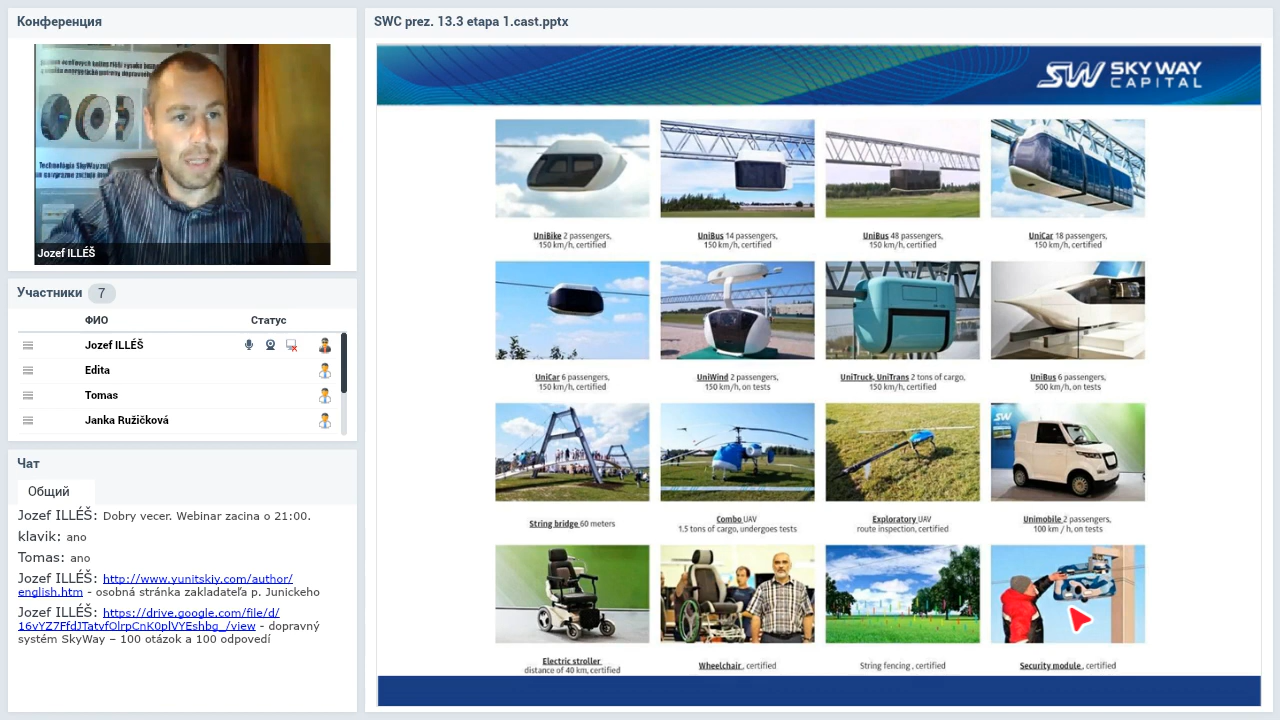 Конференция
Jozef ILLÉŠ
Участники 7
ФИО Статус
Jozef ILLÉŠ
Edita
Tomas
Janka Ružičková
Чат
Общий
Jozef ILLÉŠ: Dobry vecer. Webinar zacina o 21:00.
klavik: ano
Tomas: ano
Jozef ILLÉŠ: http://www.yunitskiy.com/author/
english.htm - osobná stránka zakladateľa p. Junickeho
Jozef ILLÉŠ: https://drive.google.com/file/d/
16vYZ7FfdJTatvfOlrpCnK0plVYEshbg_/view - dopravný
systém SkyWay – 100 otázok a 100 odpovedí
SWC prez. 13.3 etapa 1.cast.pptx
SW SKY WAY
CAPITAL
UniBike 2 passengers,
150 km/h, certified
UniBus 14 passengers,
150 km/h, certified
UniBus 48 passengers,
150 km/h, certified
UniCar 18 passengers,
150 km/h, certified
UniCar 6 passengers,
150 km/h, certified
UniWind 2 passengers,
150 km/h, on tests
UniTruck, UniTrans 2 tons of cargo,
150 km/h, certified
UniBus 6 passengers,
500 km/h, on tests
String bridge 60 meters
Combo UAV
1.5 tons of cargo, undergoes tests
Exploratory UAV
route inspection, certified
SW
Unimobile 2 passengers,
100 km / h, on tests
Electric stroller
distance of 40 km, certified
Wheelchair , certified
String fencing , certified
Security module , certified